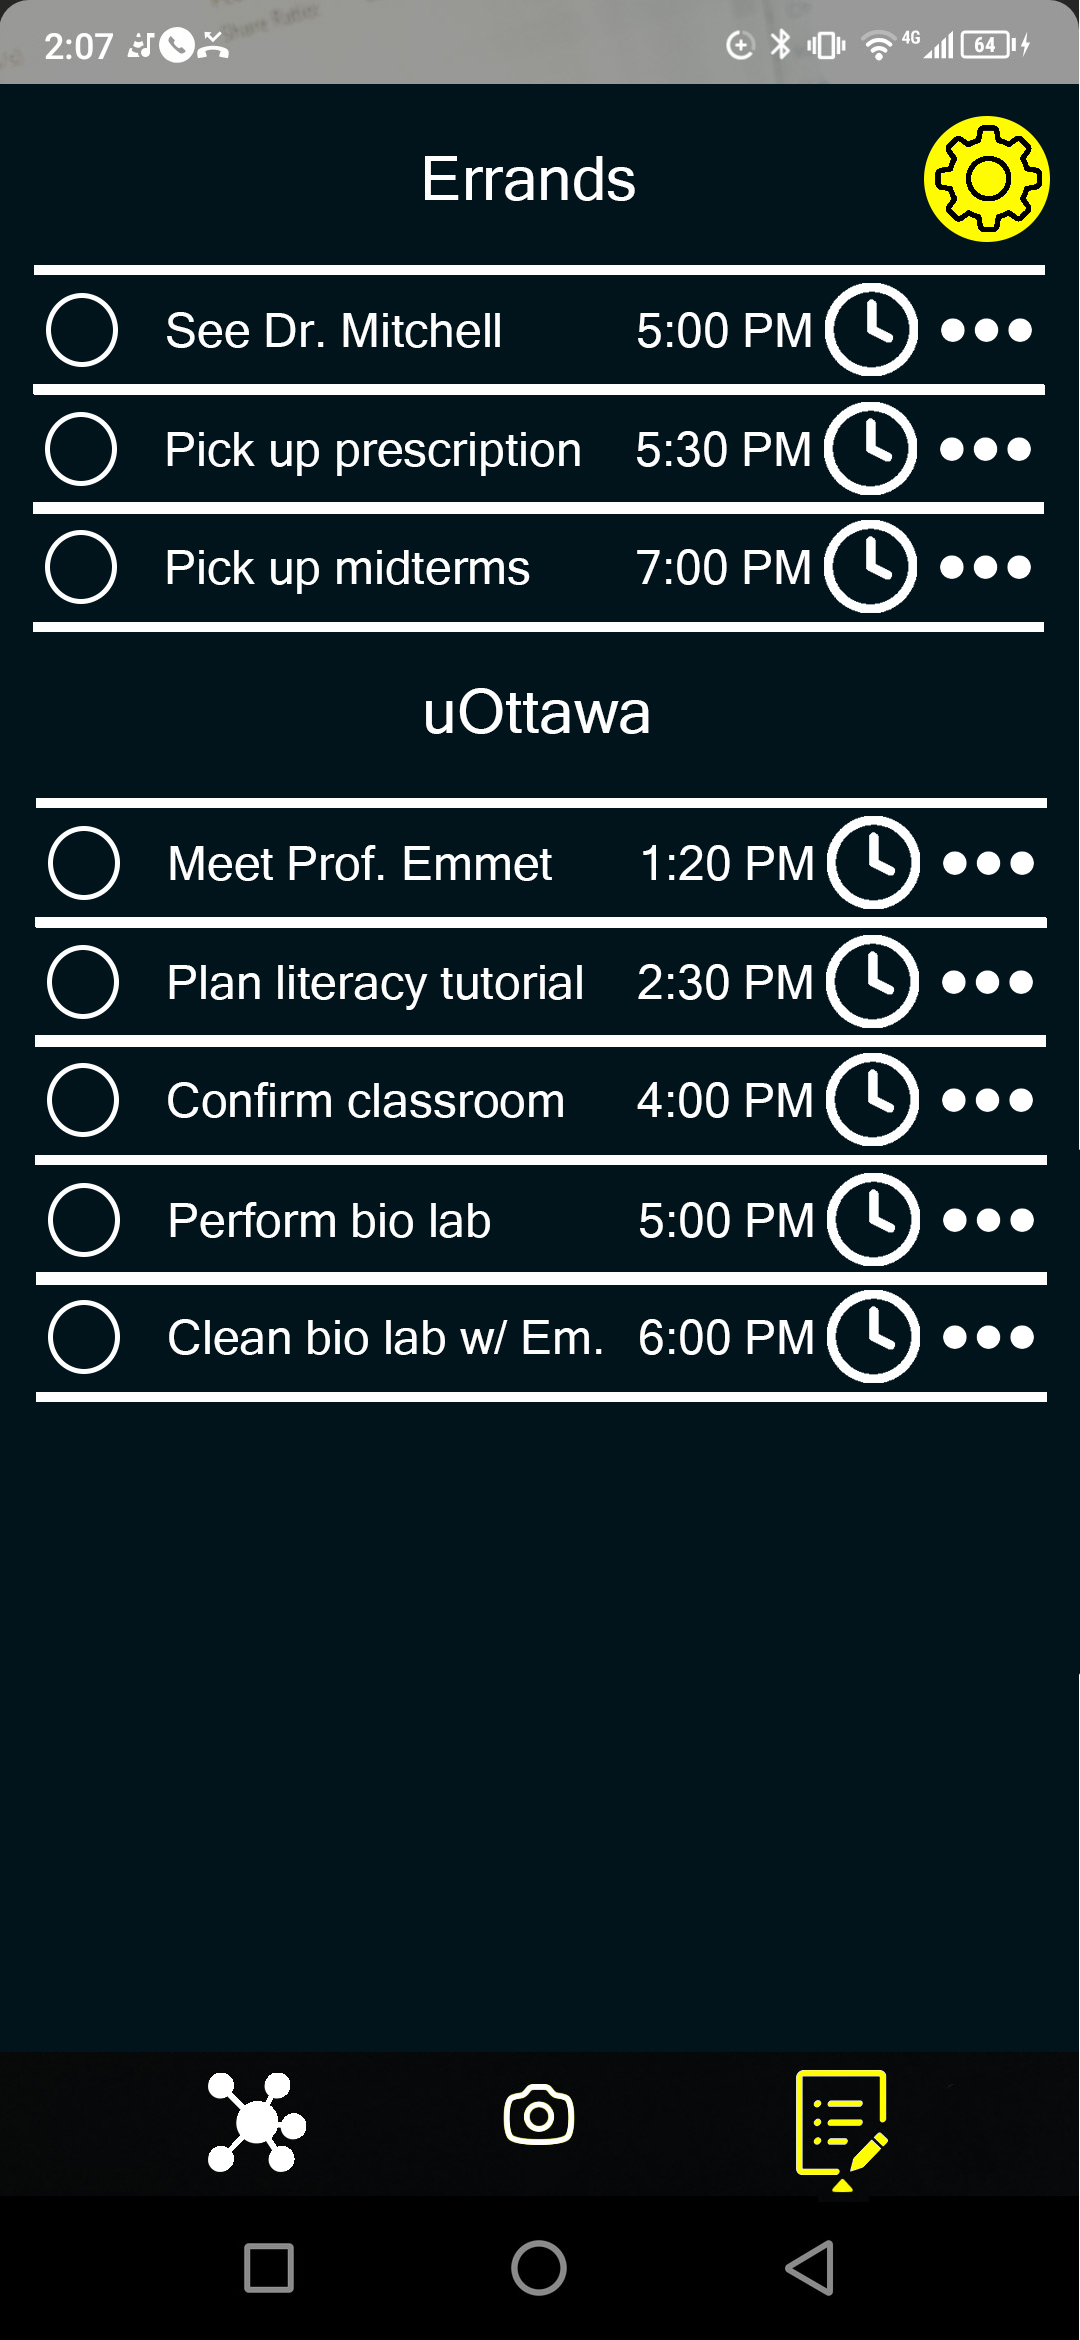 2:07
4G
64
Errands
See Dr. Mitchell 5:00 PM
Pick up prescription 5:30 PM
Pick up midterms 7:00 PM
uOttawa
Meet Prof. Emmet 1:20 PM
Plan literacy tutorial 2:30 PM
Confirm classroom 4:00 PM
Perform bio lab 5:00 PM
Clean bio lab w/ Em. 6:00 PM